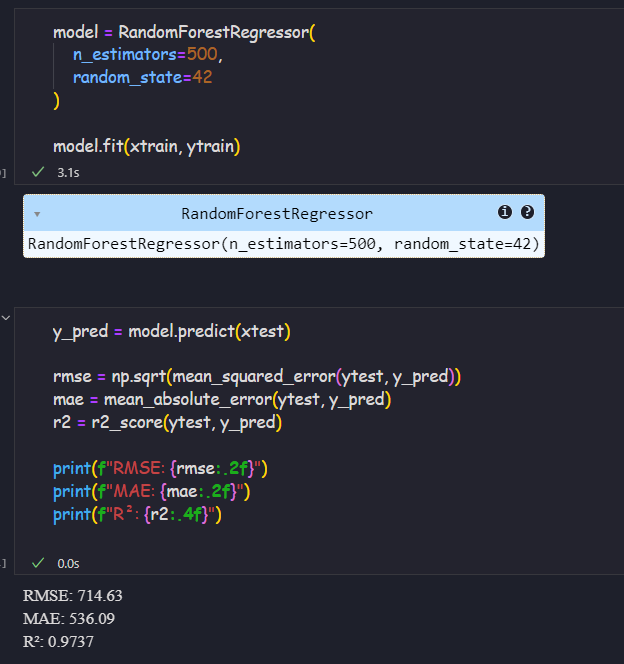 model = RandomForestRegressor(
    n_estimators=500,
    random_state=42
)
model.fit(xtrain, ytrain)
]
3.1s
RandomForestRegressor
RandomForestRegressor(n_estimators=500, random_state=42)
y_pred = model.predict(xtest)
rmse = np.sqrt(mean_squared_error(ytest, y_pred))
mae = mean_absolute_error(ytest, y_pred)
r2 = r2_score(ytest, y_pred)
print(f"RMSE: {rmse:.2f}")
print(f"MAE: {mae:.2f}")
print(f"R²: {r2:.4f}")
]
0.0s
RMSE: 714.63
MAE: 536.09
R²: 0.9737